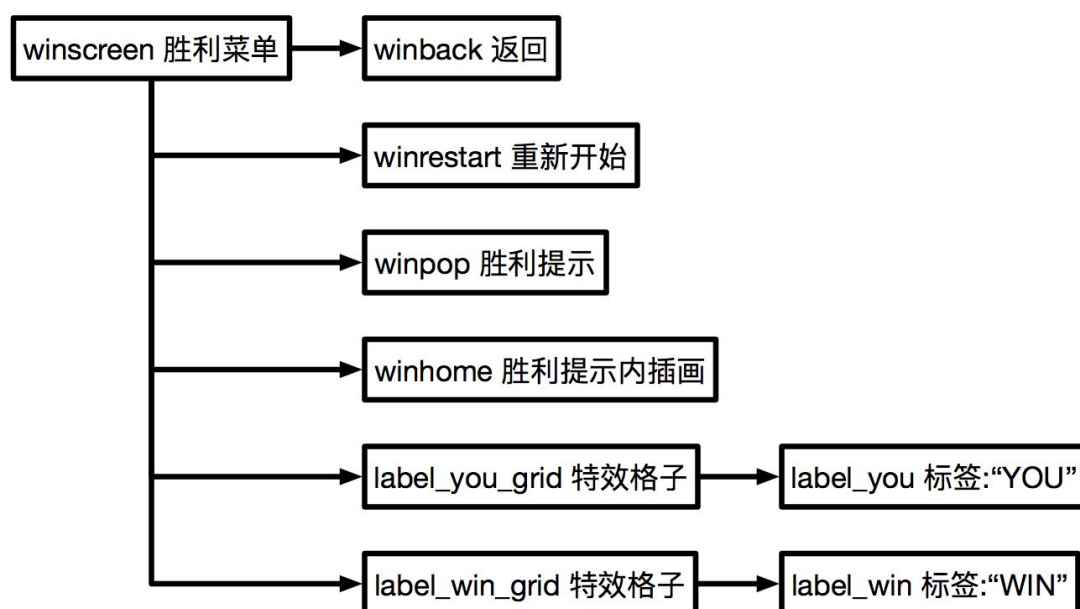 winscreen 胜利菜单
winback 返回
winrestart 重新开始
winpop 胜利提示
winhome 胜利提示内插画
label_you_grid 特效格子
label_you 标签:“YOU”
label_win_grid 特效格子
label_win 标签:“WIN”